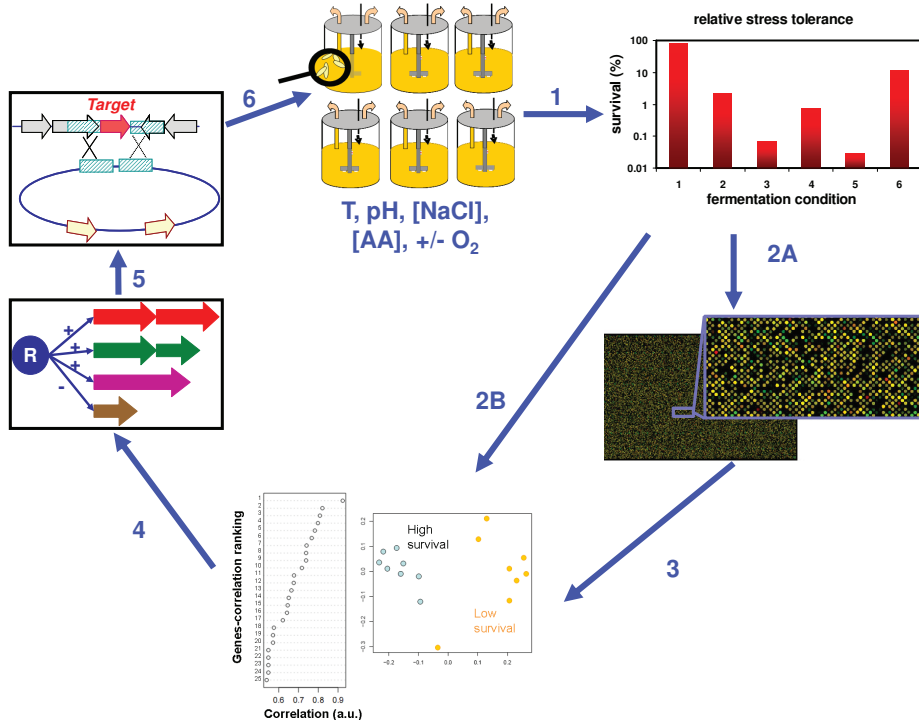 6
T, pH, [NaCl],
[AA], +/- O2
1
relative stress tolerance
survival (%)
100
10
1
0.1
0.01
1 2 3 4 5 6
fermentation condition
2A
2B
3
Genes-correlation ranking
1
2
3
4
5
6
7
8
9
10
11
12
13
14
15
16
17
18
19
20
21
22
23
24
25
0.6 0.7 0.8 0.9
Correlation (a.u.)
0.2
0.1
0.0
−0.1
−0.2
−0.3
−0.2 −0.1 0.0 0.1 0.2
High
survival
Low
survival
4
R
+
+
+
-
5
Target